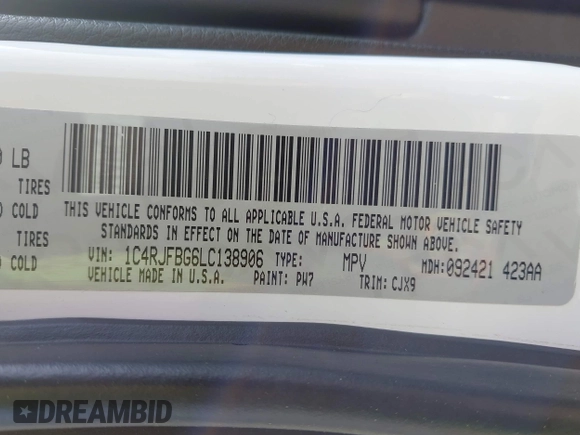 LB
TIRES
COLD
TIRES
COLD
THIS VEHICLE CONFORMS TO ALL APPLICABLE U.S.A. FEDERAL MOTOR VEHICLE SAFETY
STANDARDS IN EFFECT ON THE DATE OF MANUFACTURE SHOWN ABOVE.
VIN: 1C4RJFBG6LC138906 TYPE: MPV MDH:092421 423AA
VEHICLE MADE IN U.S.A. PAINT: PW7 TRIM: CJX9
DREAMBID